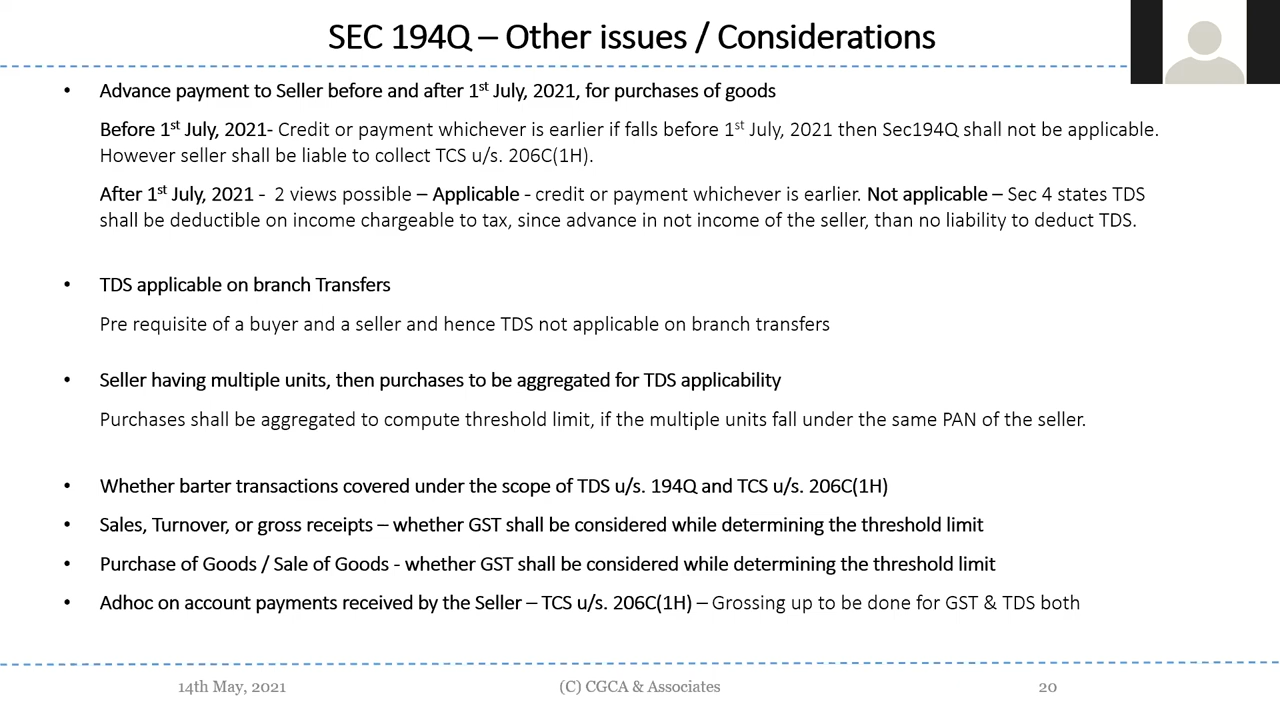 SEC 194Q – Other issues / Considerations
• Advance payment to Seller before and after 1st July, 2021, for purchases of goods
Before 1st July, 2021- Credit or payment whichever is earlier if falls before 1st July, 2021 then Sec194Q shall not be applicable.
However seller shall be liable to collect TCS u/s. 206C(1H).
After 1st July, 2021 - 2 views possible – Applicable - credit or payment whichever is earlier. Not applicable – Sec 4 states TDS
shall be deductible on income chargeable to tax, since advance in not income of the seller, than no liability to deduct TDS.
• TDS applicable on branch Transfers
Pre requisite of a buyer and a seller and hence TDS not applicable on branch transfers
• Seller having multiple units, then purchases to be aggregated for TDS applicability
Purchases shall be aggregated to compute threshold limit, if the multiple units fall under the same PAN of the seller.
• Whether barter transactions covered under the scope of TDS u/s. 194Q and TCS u/s. 206C(1H)
• Sales, Turnover, or gross receipts – whether GST shall be considered while determining the threshold limit
• Purchase of Goods / Sale of Goods - whether GST shall be considered while determining the threshold limit
• Adhoc on account payments received by the Seller – TCS u/s. 206C(1H) – Grossing up to be done for GST & TDS both
14th May, 2021 (C) CGCA & Associates 20